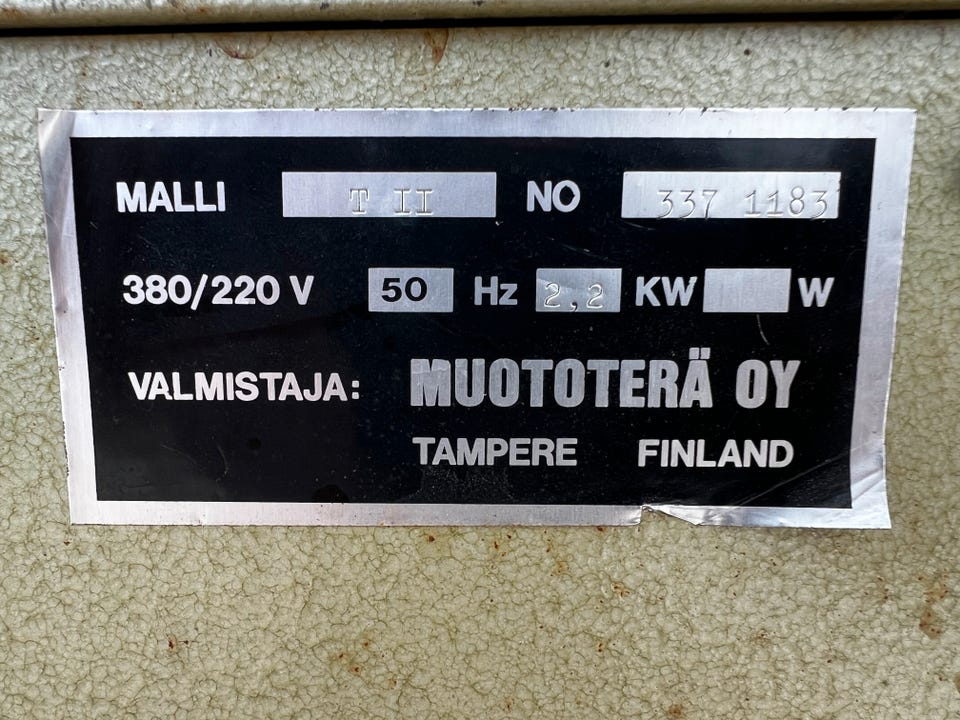 MALLI T II NO 337 1183
380/220 V 50 Hz 2,2 KW W
VALMISTAJA: MUOTOTERÄ OY
TAMPERE FINLAND